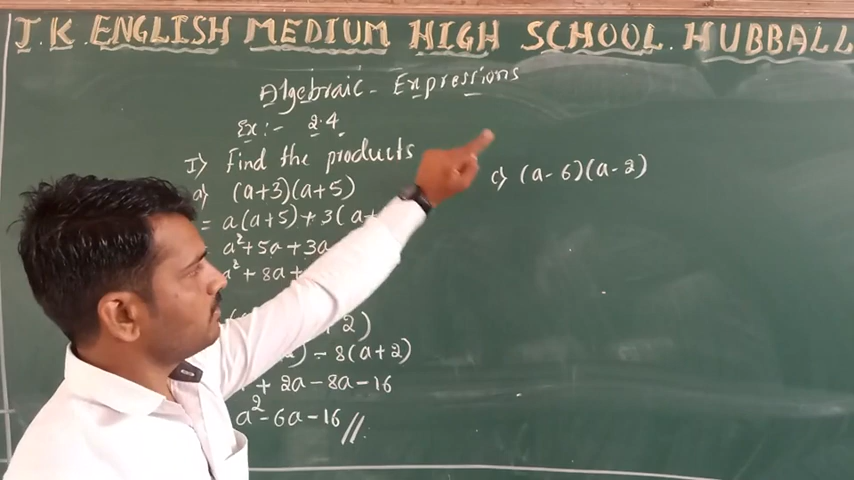 J.K ENGLISH MEDIUM HIGH SCHOOL. HUBBALL
Algebraic - Expressions
Ex:- 2.4.
I) Find the products
a) (a+3)(a+5)
= a(a+5) + 3(a+
a²+5a+3a
a²+8a+
+2)
) - 8(a+2)
+ 2a-8a-16
a²-6a-16//.
c) (a-6)(a-2)